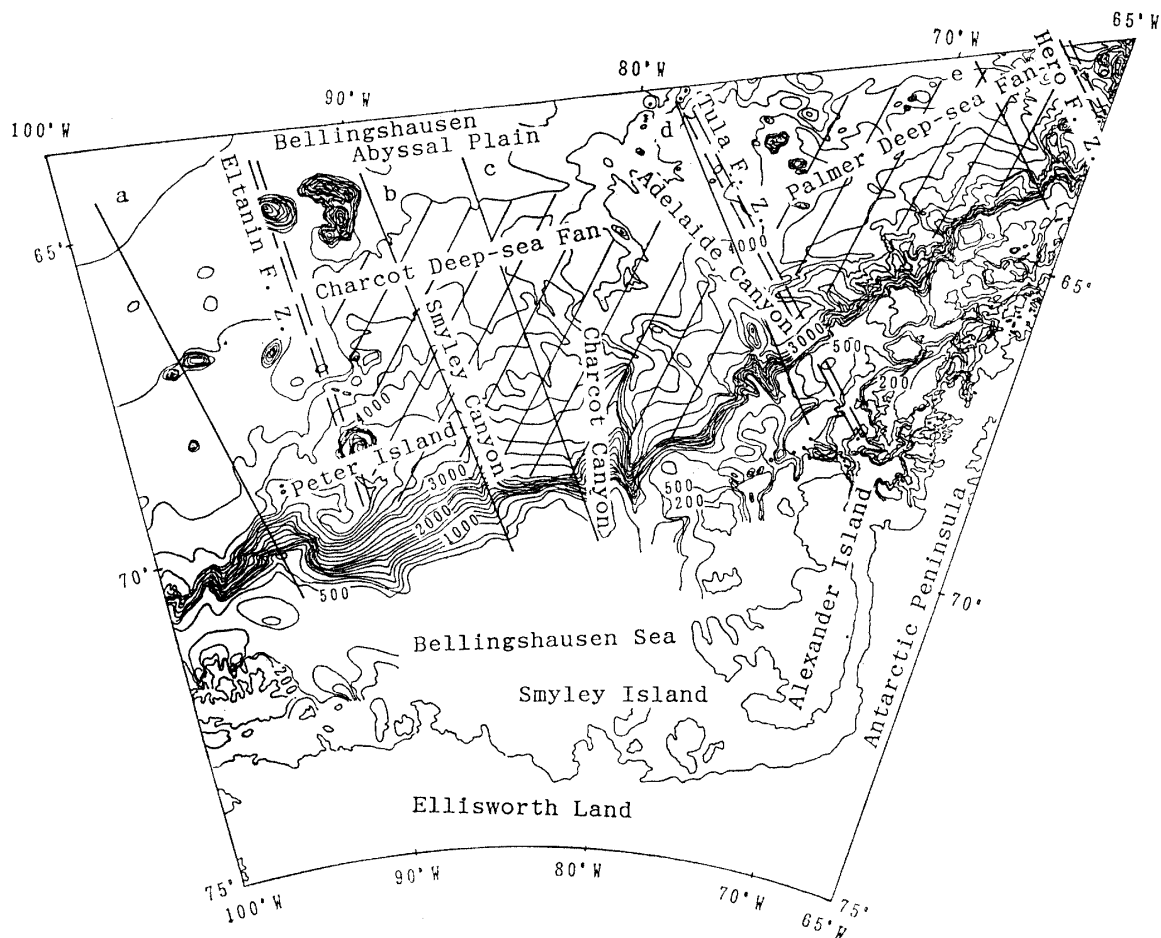 65°W
70°W
80°W
90°W
100°W
Hero F. Z.
e
Bellingshausen
Abyssal Plain
Tula F. Z.
d
Palmer Deep-sea Fan
a
Eltanin F. Z.
b
c
Adelaide Canyon
65°
4000
65°
Charcot Deep-sea Fan
Smyley Canyon
Charcot Canyon
3000
500
200
4000
Peter Island
3000
2000
1000
500
200
70°
500
70°
200
Bellingshausen Sea
Alexander Island
Antarctic Peninsula
Smyley Island
Ellisworth Land
75°
100°W
90°W
80°W
70°W
65°W
75°